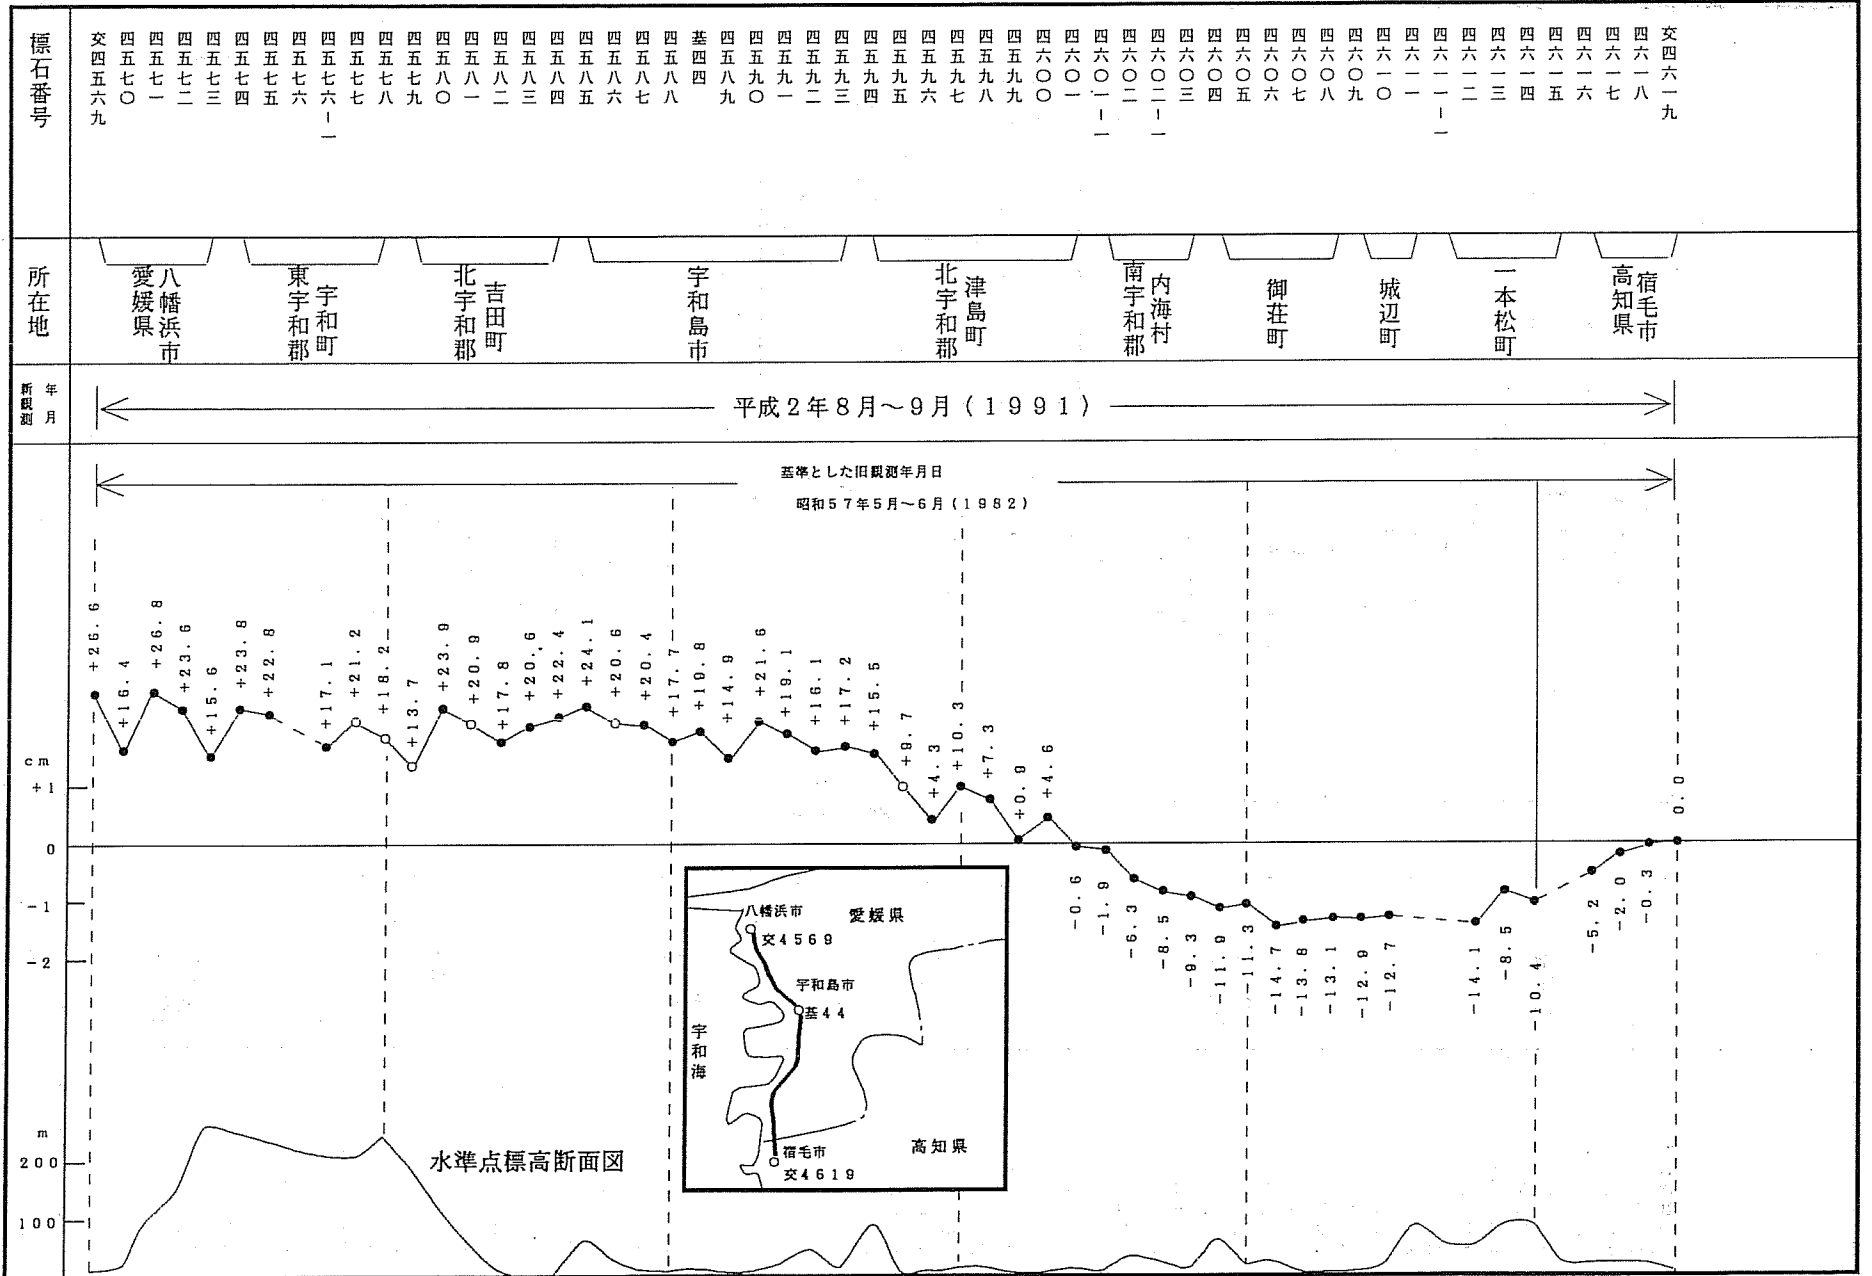 標石番号
交四五六九
四五七〇
四五七一
四五七二
四五七三
四五七四
四五七五
四五七六
四五七六－一
四五七七
四五七八
四五七九
四五八〇
四五八一
四五八二
四五八三
四五八四
四五八五
四五八六
四五八七
四五八八
基四四
四五八九
四五九〇
四五九一
四五九二
四五九三
四五九四
四五九五
四五九六
四五九七
四五九八
四五九九
四六〇〇
四六〇一
四六〇一－一
四六〇二
四六〇二－一
四六〇三
四六〇四
四六〇五
四六〇六
四六〇七
四六〇八
四六〇九
四六一〇
四六一一
四六一一－一
四六一二
四六一三
四六一四
四六一五
四六一六
四六一七
四六一八
交四六一九
所在地
愛媛県
八幡浜市
東宇和郡
宇和町
北宇和郡
吉田町
宇和島市
北宇和郡
津島町
南宇和郡
内海村
御荘町
城辺町
一本松町
高知県
宿毛市
新観測
年月
平成２年８月～９月（１９９１）
基準とした旧観測年月日
昭和５７年５月～６月（１９８２）
+26.6
+16.4
+26.8
+23.6
+15.6
+23.8
+22.8
+17.1
+21.2
+18.2
+13.7
+23.9
+20.9
+17.8
+20.6
+22.4
+24.1
+20.6
+20.4
+17.7
+19.8
+14.9
+21.6
+19.1
+16.1
+17.2
+15.5
+9.7
+4.3
+10.3
+7.3
+0.9
+4.6
-0.6
-1.9
-6.3
-8.5
-9.3
-11.9
-11.3
-14.7
-13.8
-13.1
-12.9
-12.7
-14.1
-8.5
-10.4
-5.2
-2.0
-0.3
0.0
cm
+1
0
-1
-2
八幡浜市
愛媛県
交４５６９
宇和島市
基４４
宇和海
高知県
宿毛市
交４６１９
m
200
100
水準点標高断面図